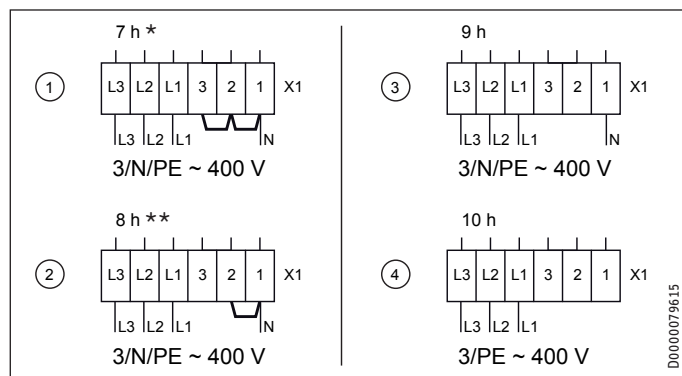 7 h *
1 L3 L2 L1 3 2 1 X1
L3 L2 L1 N
3/N/PE ~ 400 V
8 h **
2 L3 L2 L1 3 2 1 X1
L3 L2 L1 N
3/N/PE ~ 400 V
9 h
3 L3 L2 L1 3 2 1 X1
L3 L2 L1 N
3/N/PE ~ 400 V
10 h
4 L3 L2 L1 3 2 1 X1
L3 L2 L1
3/PE ~ 400 V
D0000079615